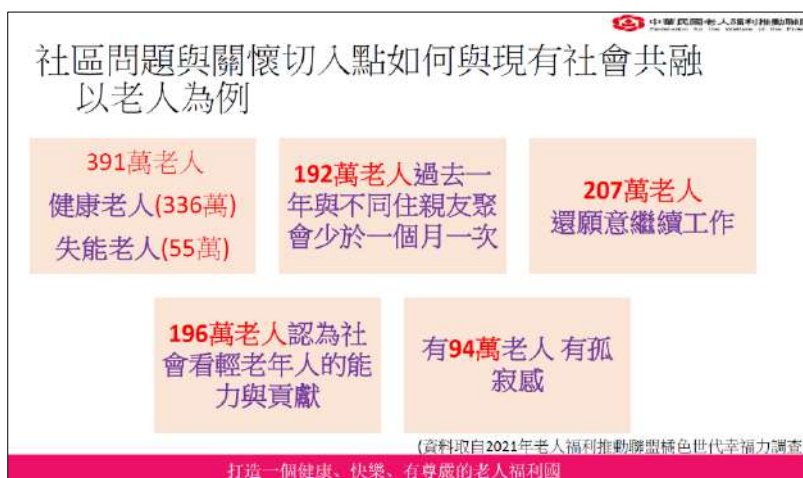 中華民國老人福利推動聯盟
Federation for the Welfare of the Elderly
社區問題與關懷切入點如何與現有社會共融
以老人為例
391萬老人
健康老人(336萬)
失能老人(55萬)
192萬老人過去一
年與不同住親友聚
會少於一個月一次
207萬老人
還願意繼續工作
196萬老人認為社
會看輕老年人的能
力與貢獻
有94萬老人 有孤
寂感
(資料取自2021年老人福利推動聯盟橘色世代幸福力調查
打造一個健康、快樂、有尊嚴的老人福利國